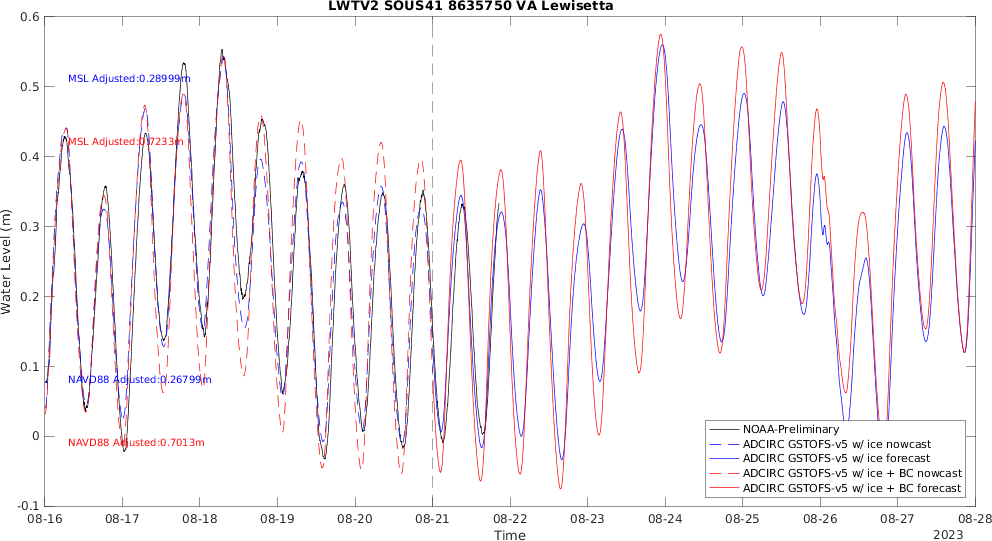 LWTV2 SOUS41 8635750 VA Lewisetta
0.6
0.5
0.4
0.3
0.2
0.1
0
-0.1
Water Level (m)
MSL Adjusted:0.28999m
MSL Adjusted:0.7233m
NAVD88 Adjusted:0.26799m
NAVD88 Adjusted:0.7013m
NOAA-Preliminary
ADCIRC GSTOFS-v5 w/ ice nowcast
ADCIRC GSTOFS-v5 w/ ice forecast
ADCIRC GSTOFS-v5 w/ ice + BC nowcast
ADCIRC GSTOFS-v5 w/ ice + BC forecast
08-16 08-17 08-18 08-19 08-20 08-21 08-22 08-23 08-24 08-25 08-26 08-27 08-28
Time
2023